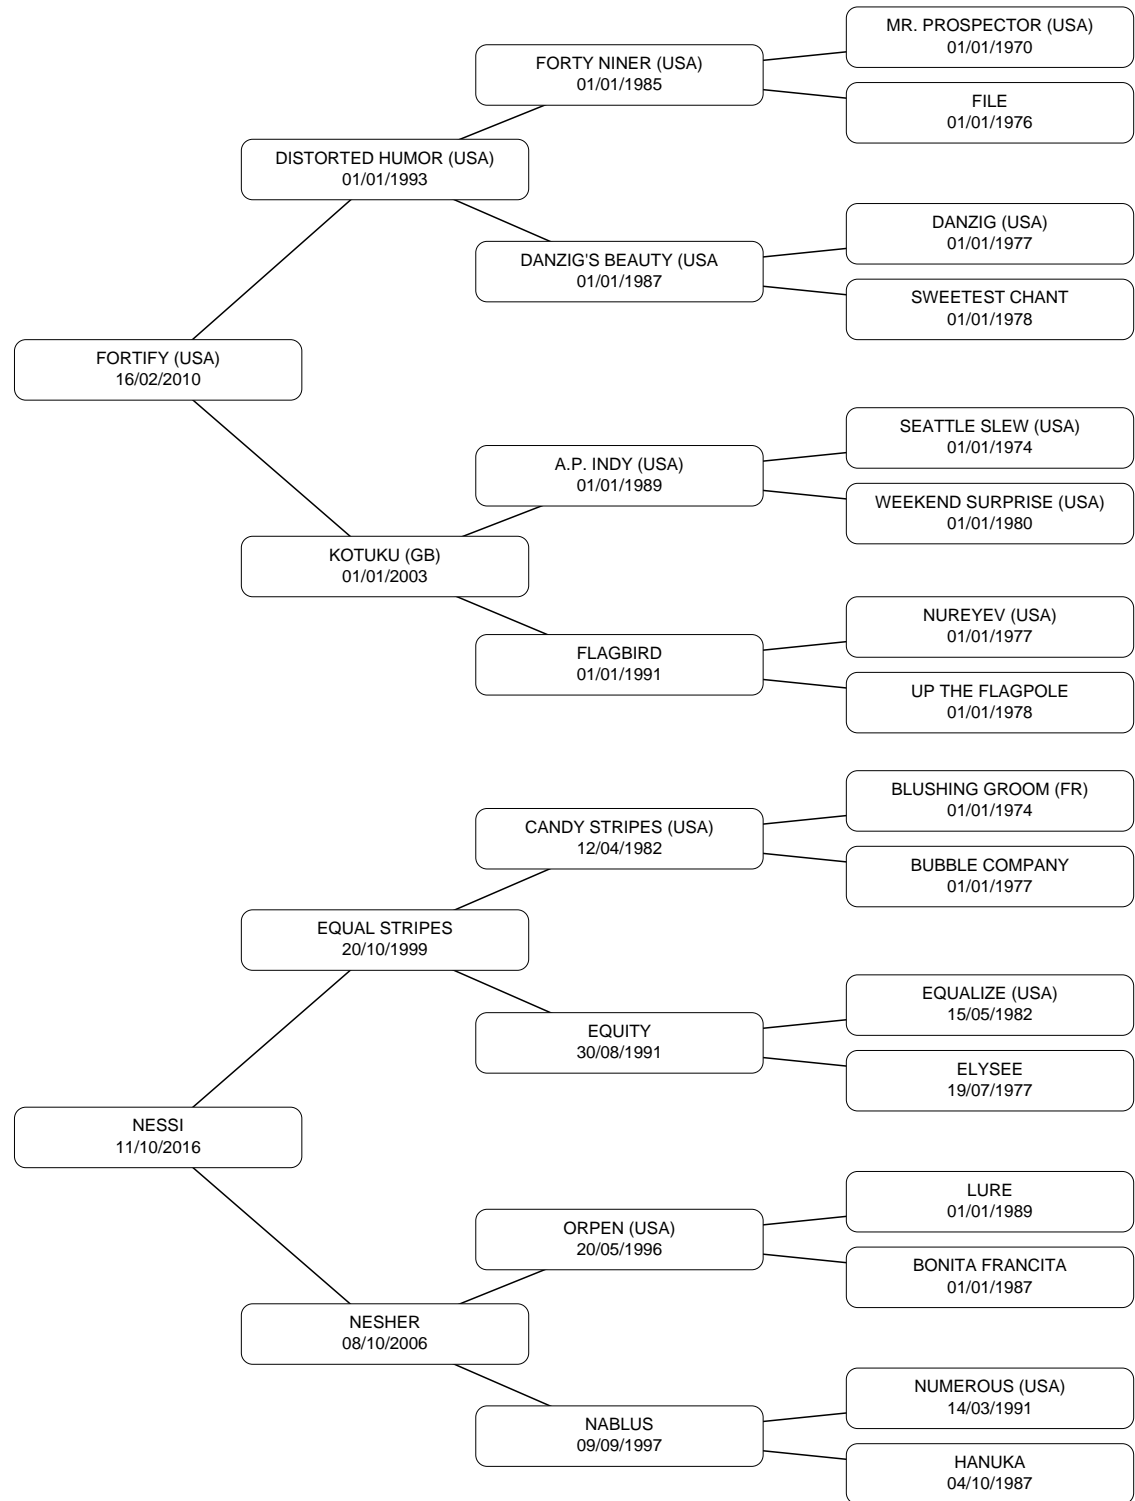 MR. PROSPECTOR (USA)
01/01/1970
FORTY NINER (USA)
01/01/1985
FILE
01/01/1976
DISTORTED HUMOR (USA)
01/01/1993
DANZIG (USA)
01/01/1977
DANZIG'S BEAUTY (USA
01/01/1987
SWEETEST CHANT
01/01/1978
FORTIFY (USA)
16/02/2010
SEATTLE SLEW (USA)
01/01/1974
A.P. INDY (USA)
01/01/1989
WEEKEND SURPRISE (USA)
01/01/1980
KOTUKU (GB)
01/01/2003
NUREYEV (USA)
01/01/1977
FLAGBIRD
01/01/1991
UP THE FLAGPOLE
01/01/1978
BLUSHING GROOM (FR)
01/01/1974
CANDY STRIPES (USA)
12/04/1982
BUBBLE COMPANY
01/01/1977
EQUAL STRIPES
20/10/1999
EQUALIZE (USA)
15/05/1982
EQUITY
30/08/1991
ELYSEE
19/07/1977
NESSI
11/10/2016
LURE
01/01/1989
ORPEN (USA)
20/05/1996
BONITA FRANCITA
01/01/1987
NESHER
08/10/2006
NUMEROUS (USA)
14/03/1991
NABLUS
09/09/1997
HANUKA
04/10/1987